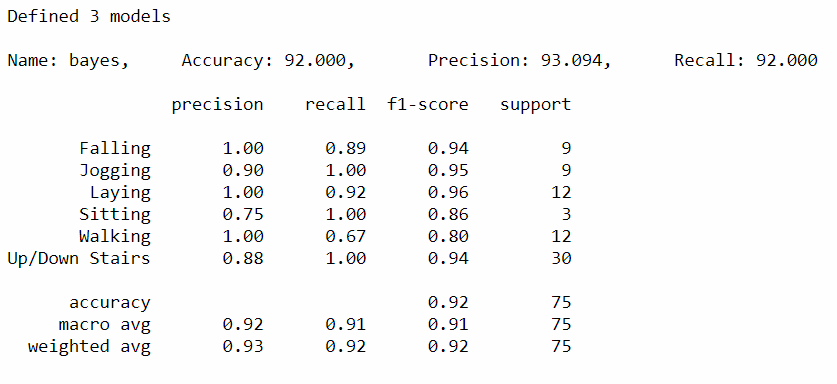 Defined 3 models
Name: bayes, Accuracy: 92.000, Precision: 93.094, Recall: 92.000
precision recall f1-score support
Falling 1.00 0.89 0.94 9
Jogging 0.90 1.00 0.95 9
Laying 1.00 0.92 0.96 12
Sitting 0.75 1.00 0.86 3
Walking 1.00 0.67 0.80 12
Up/Down Stairs 0.88 1.00 0.94 30
accuracy 0.92 75
macro avg 0.92 0.91 0.91 75
weighted avg 0.93 0.92 0.92 75